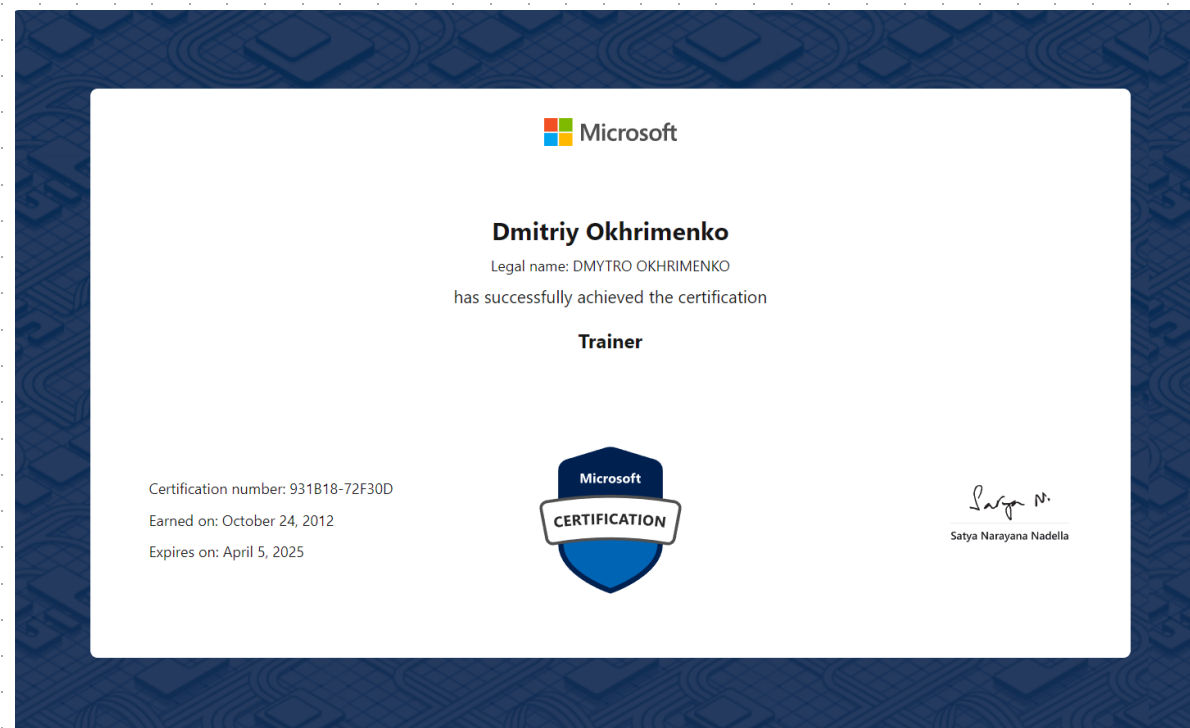 Microsoft
Dmitriy Okhrimenko
Legal name: DMYTRO OKHRIMENKO
has successfully achieved the certification
Trainer
Microsoft
CERTIFICATION
Certification number: 931B18-72F30D
Earned on: October 24, 2012
Expires on: April 5, 2025
Satya N.
Satya Narayana Nadella